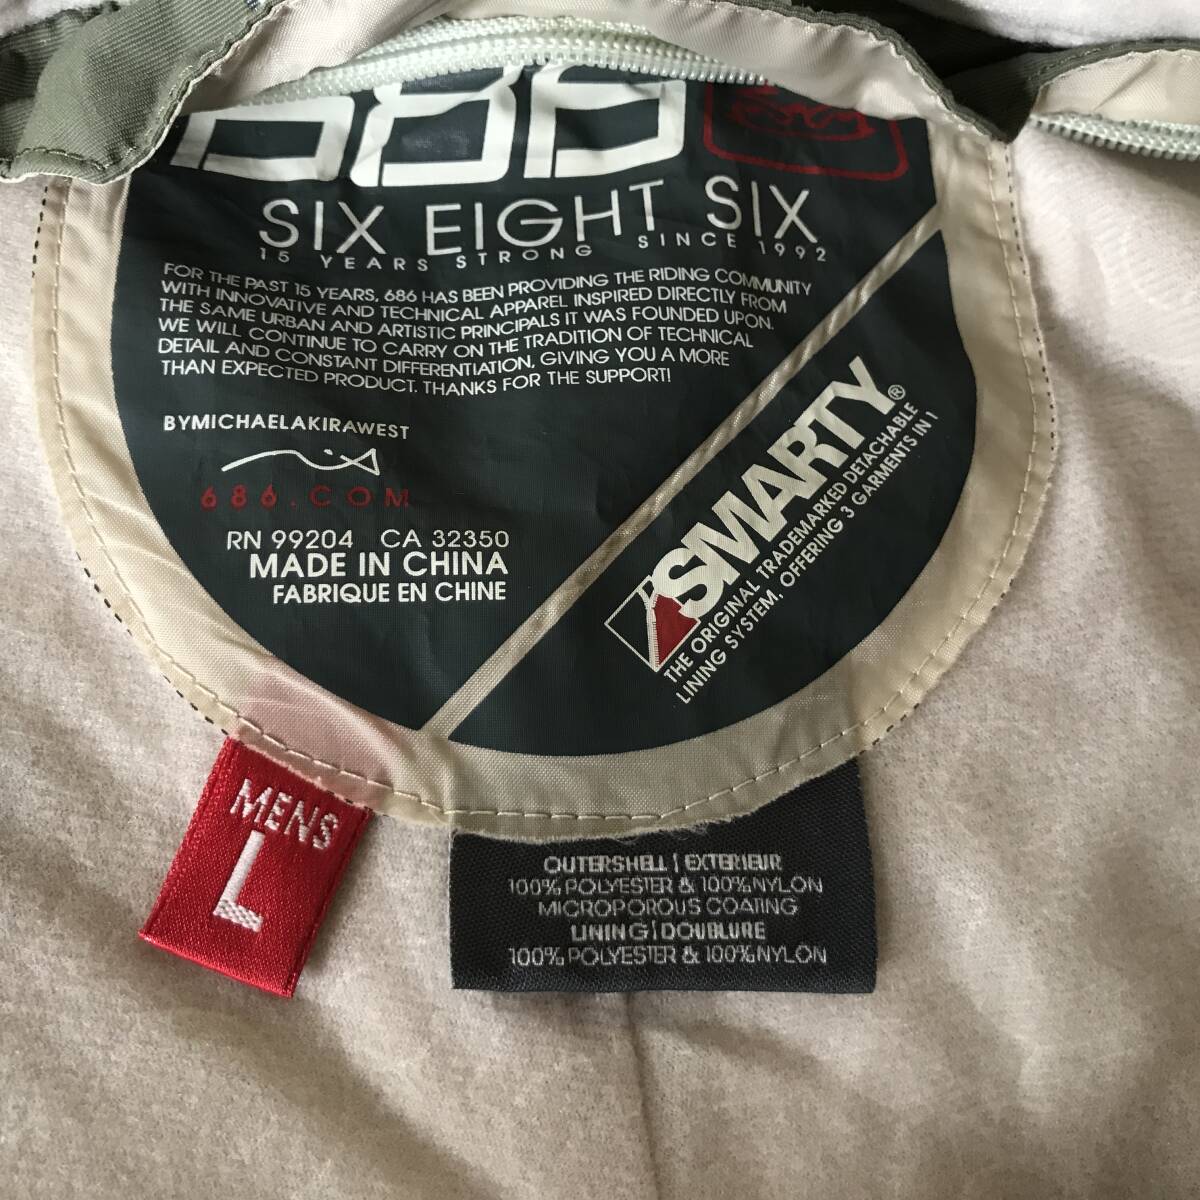 686
SIX EIGHT SIX
15 YEARS STRONG SINCE 1992
FOR THE PAST 15 YEARS, 686 HAS BEEN PROVIDING THE RIDING COMMUNITY
WITH INNOVATIVE AND TECHNICAL APPAREL INSPIRED DIRECTLY FROM
THE SAME URBAN AND ARTISTIC PRINCIPALS IT WAS FOUNDED UPON.
WE WILL CONTINUE TO CARRY ON THE TRADITION OF TECHNICAL
DETAIL AND CONSTANT DIFFERENTIATION, GIVING YOU A MORE
THAN EXPECTED PRODUCT. THANKS FOR THE SUPPORT!
BYMICHAELAKIRAWEST
686.COM
RN 99204 CA 32350
MADE IN CHINA
FABRIQUE EN CHINE
SMARTY®
THE ORIGINAL TRADEMARKED DETACHABLE
LINING SYSTEM, OFFERING 3 GARMENTS IN 1
MENS
L
OUTERSHELL | EXTERIEUR
100% POLYESTER & 100% NYLON
MICROPOROUS COATING
LINING | DOUBLURE
100% POLYESTER & 100% NYLON